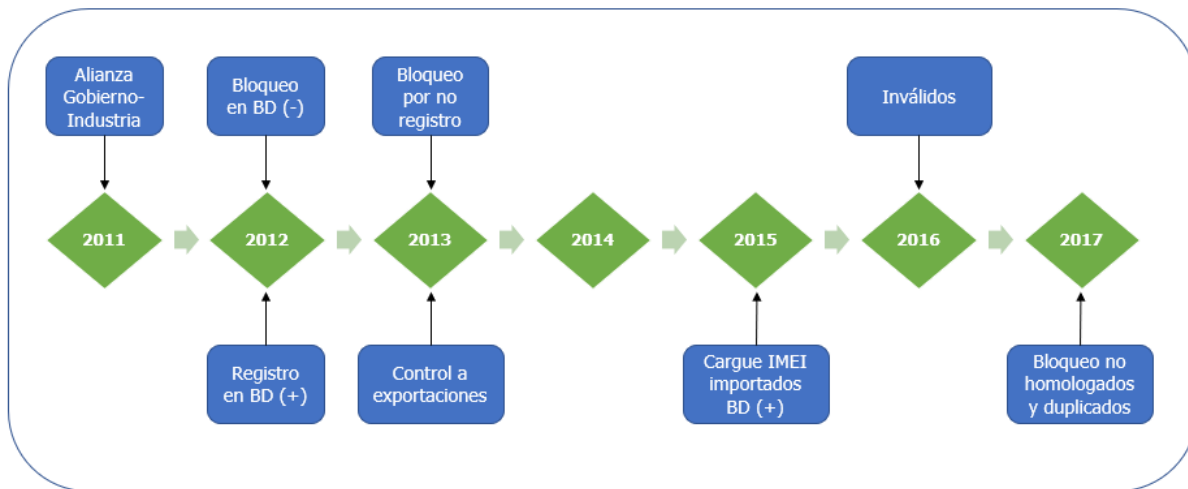 Alianza
Gobierno-
Industria
Bloqueo
en BD (-)
Bloqueo
por no
registro
Inválidos
2011
2012
2013
2014
2015
2016
2017
Registro
en BD (+)
Control a
exportaciones
Cargue IMEI
importados
BD (+)
Bloqueo no
homologados
y duplicados